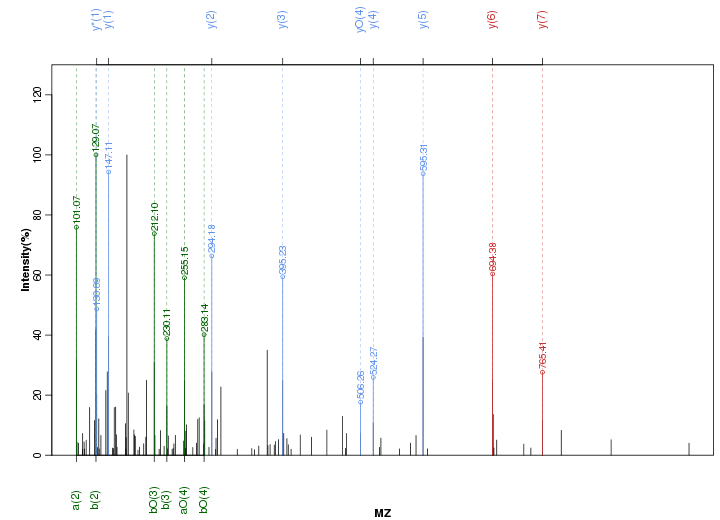 y*(1)
y(1)
y(2)
y(3)
yO(4)
y(4)
y(5)
y(6)
y(7)
Intensity(%)
120
100
80
60
40
20
0
101.07
129.07
130.09
147.11
212.10
230.11
255.15
283.14
294.18
395.23
506.26
524.27
595.31
694.38
765.41
a(2)
b(2)
bO(3)
b(3)
aO(4)
bO(4)
MZ